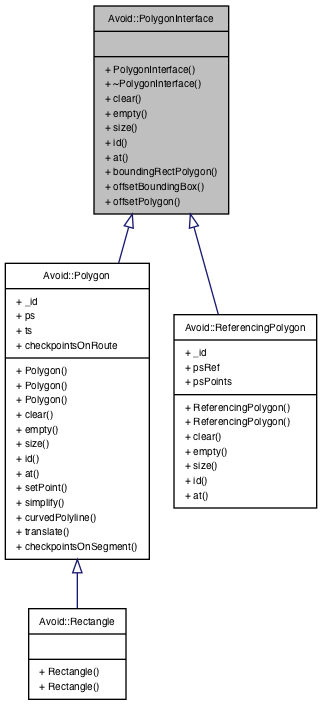 Avoid::PolygonInterface
+ PolygonInterface()
+ ~PolygonInterface()
+ clear()
+ empty()
+ size()
+ id()
+ at()
+ boundingRectPolygon()
+ offsetBoundingBox()
+ offsetPolygon()
Avoid::Polygon
+ _id
+ ps
+ ts
+ checkpointsOnRoute
+ Polygon()
+ Polygon()
+ Polygon()
+ clear()
+ empty()
+ size()
+ id()
+ at()
+ setPoint()
+ simplify()
+ curvedPolyline()
+ translate()
+ checkpointsOnSegment()
Avoid::ReferencingPolygon
+ _id
+ psRef
+ psPoints
+ ReferencingPolygon()
+ ReferencingPolygon()
+ clear()
+ empty()
+ size()
+ id()
+ at()
Avoid::Rectangle
+ Rectangle()
+ Rectangle()